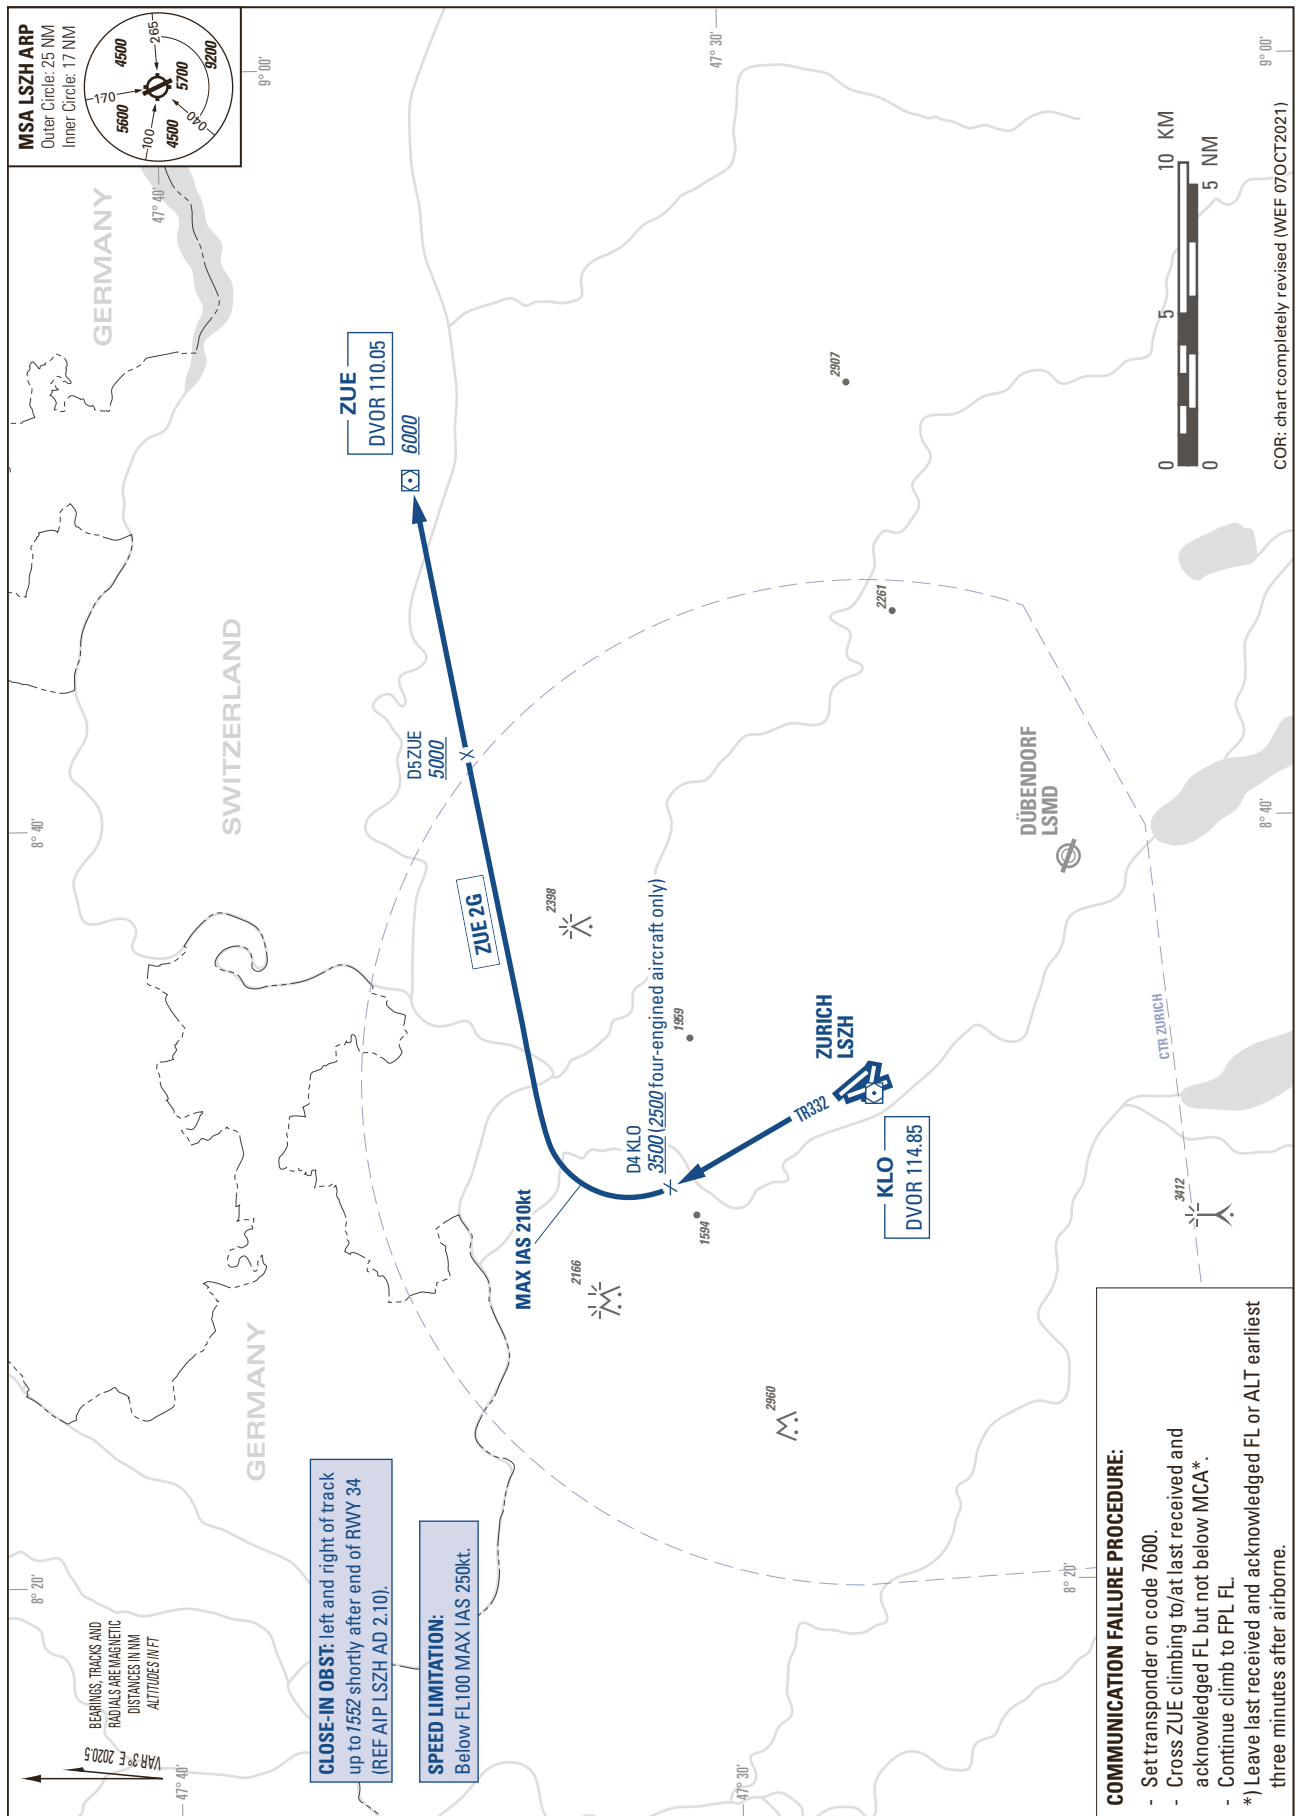 BEARINGS, TRACKS AND
RADIALS ARE MAGNETIC
DISTANCES IN NM
ALTITUDES IN FT
VAR 3° E 2020.5
8° 20'
8° 40'
9° 00'
47° 40'
47° 40'
MSA LSZH ARP
Outer Circle: 25 NM
Inner Circle: 17 NM
170
265
100
040
4500
5600
5700
9200
4500
GERMANY
GERMANY
SWITZERLAND
CLOSE-IN OBST: left and right of track
up to 1552 shortly after end of RWY 34
(REF AIP LSZH AD 2.10).
SPEED LIMITATION:
Below FL100 MAX IAS 250kt.
ZUE
DVOR 110.05
6000
D5 ZUE
5000
ZUE 2G
MAX IAS 210kt
2398
2166
D4 KLO
3500 (2500 four-engined aircraft only)
1959
1594
2960
TR332
ZURICH
LSZH
KLO
DVOR 114.85
2907
2261
DÜBENDORF
LSMD
CTR ZURICH
3412
47° 30'
47° 30'
8° 20'
8° 40'
9° 00'
0 5 10 KM
0 5 NM
COMMUNICATION FAILURE PROCEDURE:
- Set transponder on code 7600.
- Cross ZUE climbing to/at last received and
acknowledged FL but not below MCA*.
- Continue climb to FPL FL.
*) Leave last received and acknowledged FL or ALT earliest
three minutes after airborne.
COR: chart completely revised (WEF 07OCT2021)